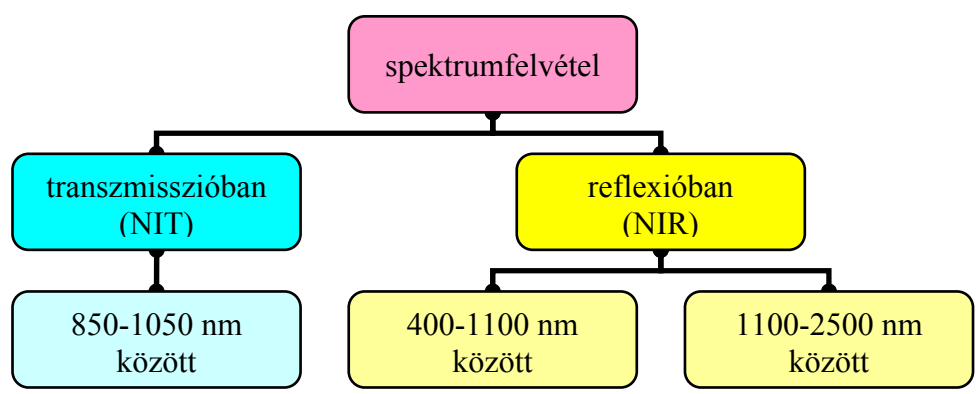 spektrumfelvétel
transzmisszióban
(NIT)
reflexióban
(NIR)
850-1050 nm
között
400-1100 nm
között
1100-2500 nm
között